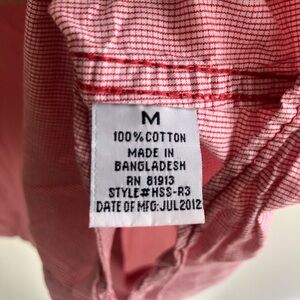 M
100% COTTON
MADE IN
BANGLADESH
RN 81913
STYLE#HSS-R3
DATE OF MFG:JUL2012